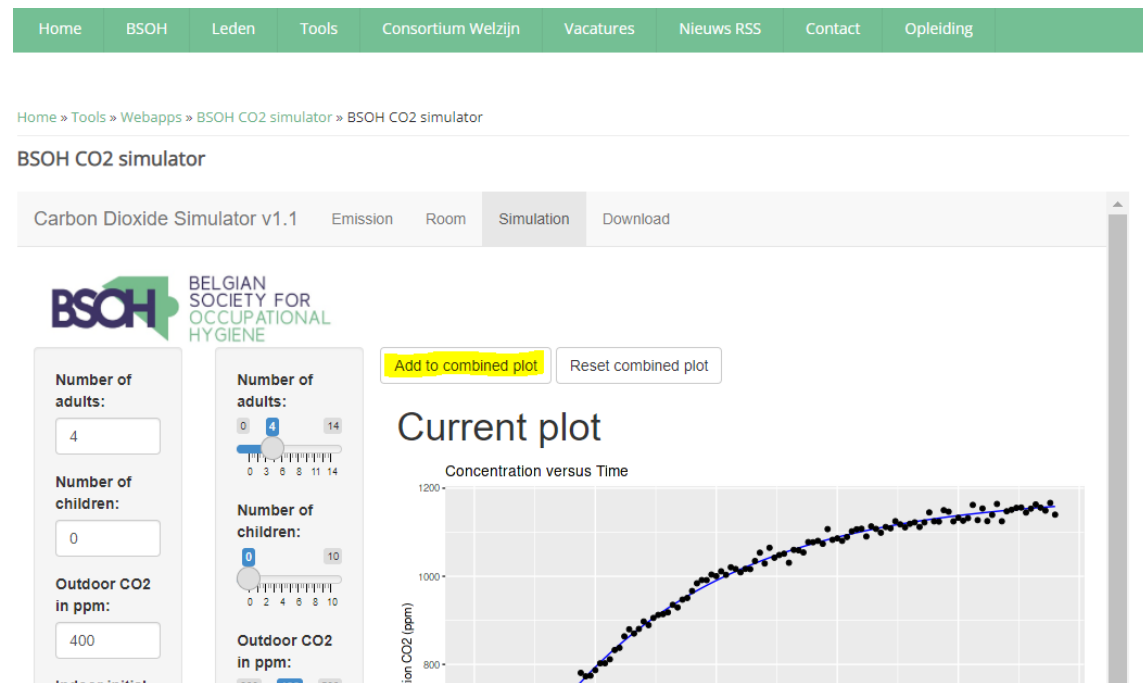 Home BSOH Leden Tools Consortium Welzijn Vacatures Nieuws RSS Contact Opleiding
Home » Tools » Webapps » BSOH CO2 simulator » BSOH CO2 simulator
BSOH CO2 simulator
Carbon Dioxide Simulator v1.1 Emission Room Simulation Download
BSOH
BELGIAN
SOCIETY FOR
OCCUPATIONAL
HYGIENE
Number of
adults:
4
Number of
children:
0
Outdoor CO2
in ppm:
400
Number of
adults:
0 4 14
0 3 6 8 11 14
Number of
children:
0 10
0 2 4 6 8 10
Outdoor CO2
in ppm:
Add to combined plot Reset combined plot
Current plot
Concentration versus Time
1200
1000
800
CO2 (ppm)